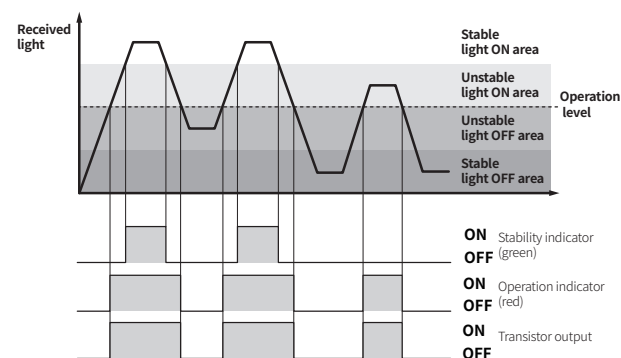 Received
light
Stable
light ON area
Unstable
light ON area
Operation
level
Unstable
light OFF area
Stable
light OFF area
ON
Stability indicator
OFF
(green)
ON
Operation indicator
OFF
(red)
ON
Transistor output
OFF